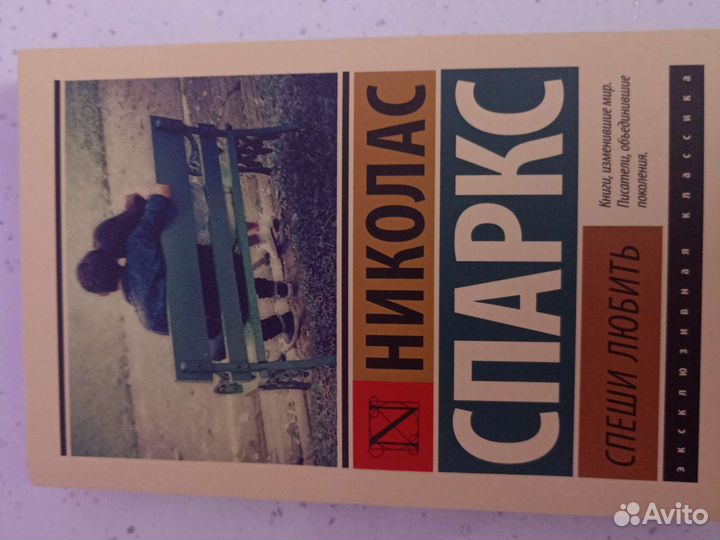 N
НИКОЛАС
СПАРКС
СПЕШИ ЛЮБИТЬ
Книги, изменившие мир.
Писатели, объединившие
поколения.
эксклюзивная классика
Avito